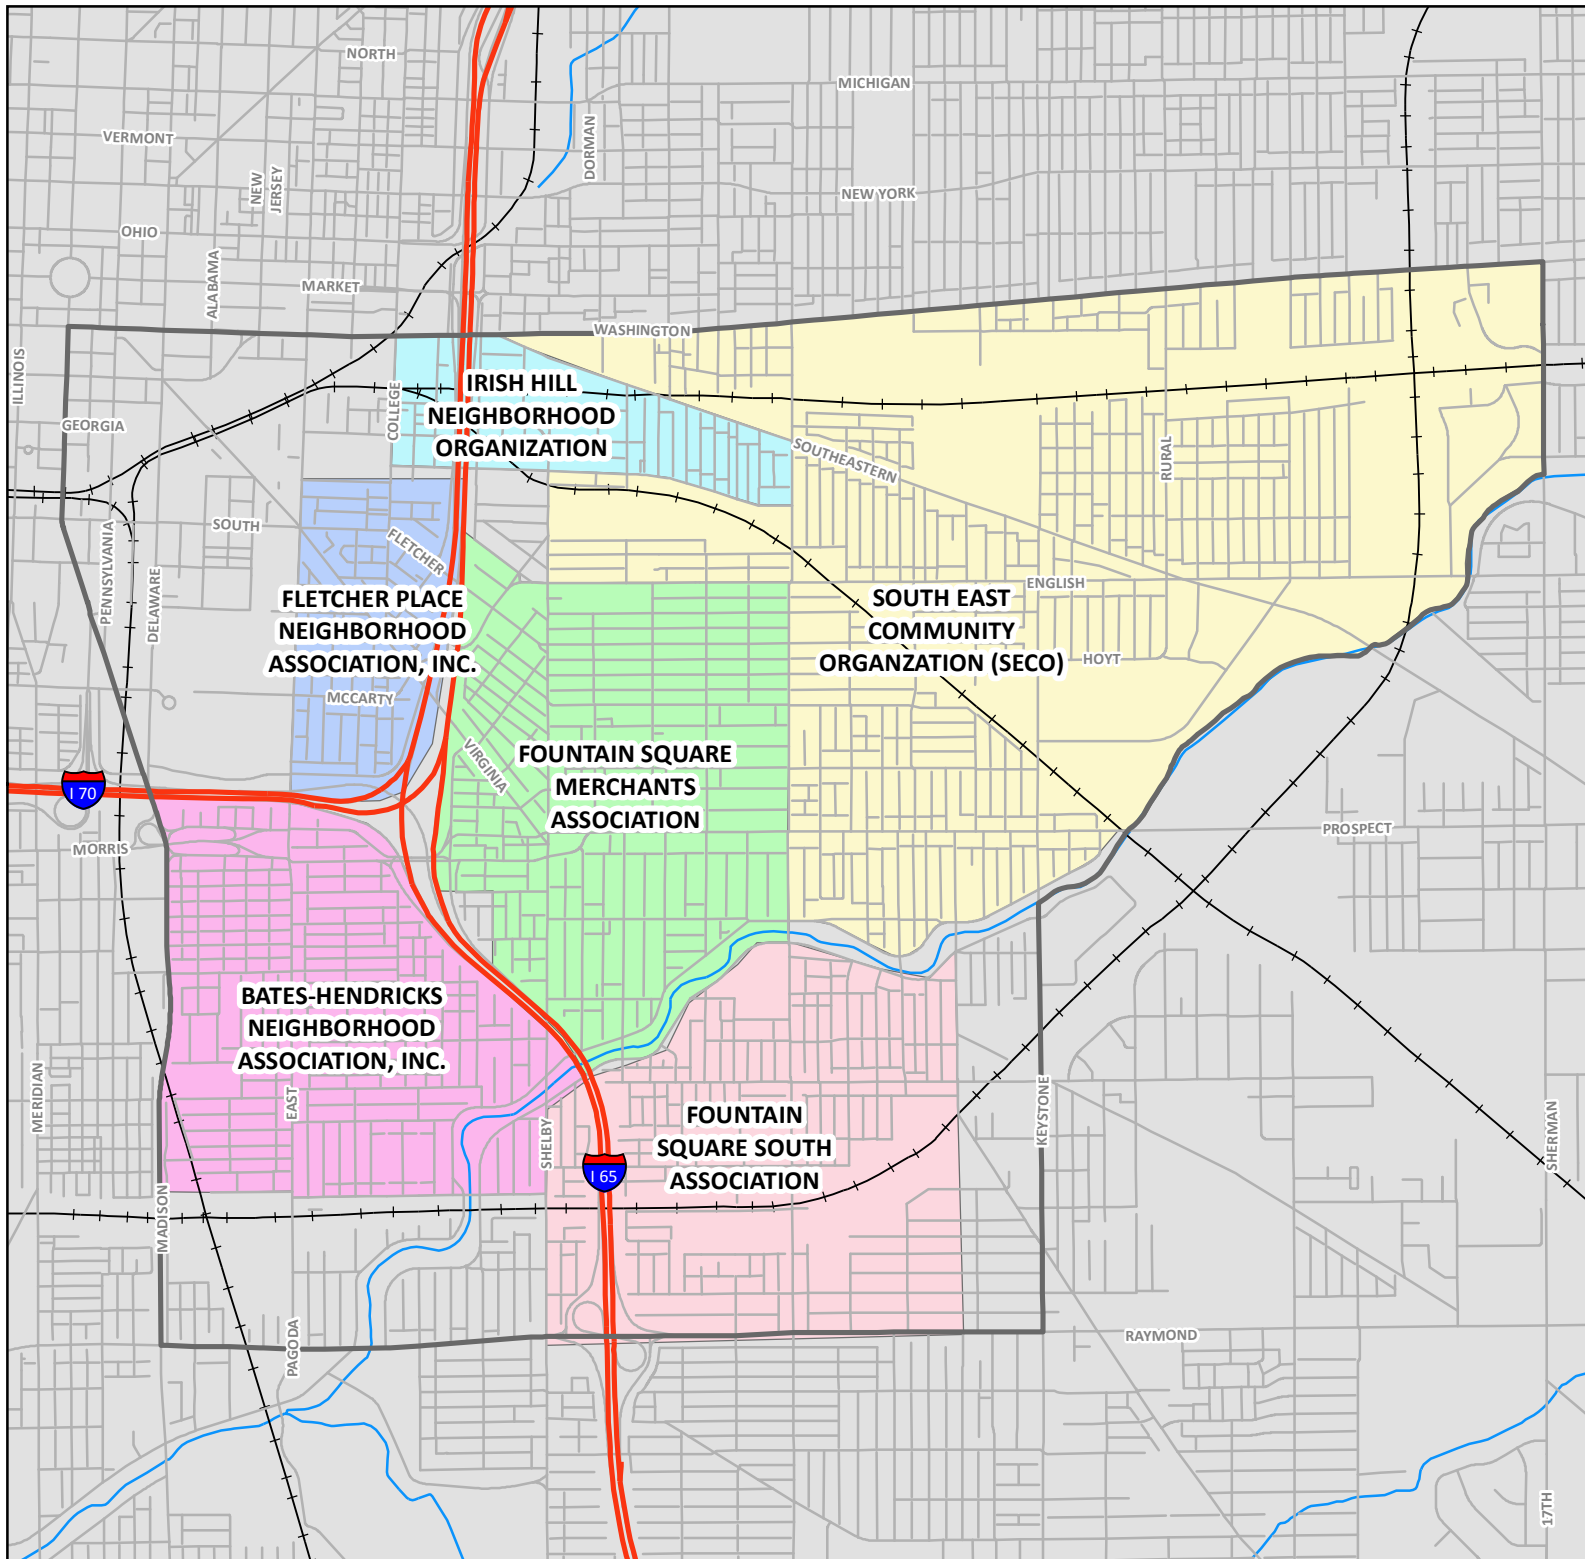 NORTH
MICHIGAN
VERMONT
DORMAN
NEW
JERSEY
NEW YORK
OHIO
ALABAMA
MARKET
WASHINGTON
ILLINOIS
IRISH HILL
NEIGHBORHOOD
ORGANIZATION
COLLEGE
GEORGIA
SOUTHEASTERN
RURAL
SOUTH
PENNSYLVANIA
DELAWARE
FLETCHER
FLETCHER PLACE
NEIGHBORHOOD
ASSOCIATION, INC.
ENGLISH
SOUTH EAST
COMMUNITY
ORGANZATION (SECO)
HOYT
MCCARTY
VIRGINIA
FOUNTAIN SQUARE
MERCHANTS
ASSOCIATION
I 70
MORRIS
PROSPECT
BATES-HENDRICKS
NEIGHBORHOOD
ASSOCIATION, INC.
MERIDIAN
EAST
SHELBY
KEYSTONE
SHERMAN
FOUNTAIN
SQUARE SOUTH
ASSOCIATION
I 65
MADISON
PAGODA
RAYMOND
17TH